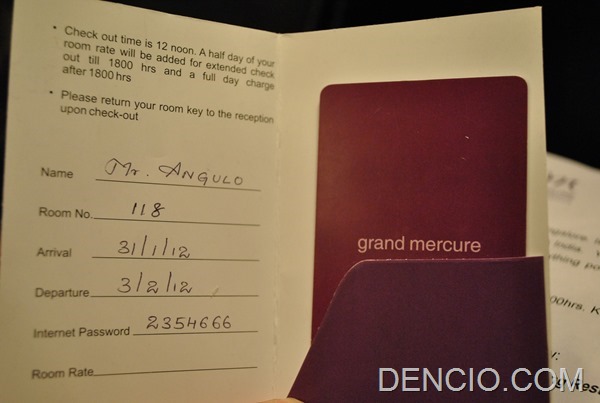 • Check out time is 12 noon. A half day of your
room rate will be added for extended check
out till 1800 hrs and a full day charge
after 1800 hrs
• Please return your room key to the reception
upon check-out
Name Mr. ANGULO
Room No. 118
Arrival 31/1/12
Departure 3/2/12
Internet Password 2354666
Room Rate
grand mercure
DENCIO.COM